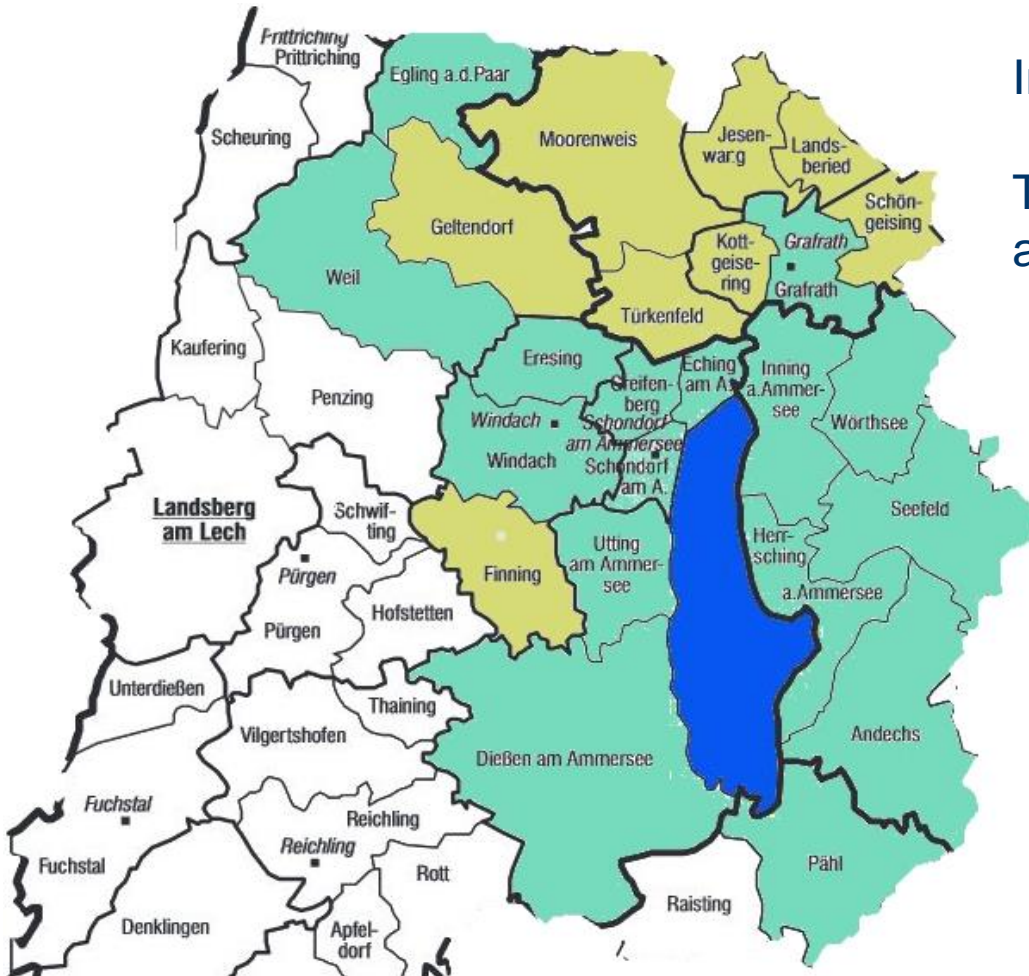 Prittriching
Prittriching
Egling a.d.Paar
Scheuring
Moorenweis
Jesen-
warg
Lands-
beried
Schön-
geising
Geltendorf
Kott-
geise-
ring
Grafrath
Grafrath
Weil
Türkenfeld
Kaufering
Eresing
Greifen-
berg
Eching
am A.
Inning
a.Ammer-
see
Penzing
Wörthsee
Windach
Windach
Schondorf
am Ammersee
Schondorf
am A.
Landsberg
am Lech
Schwif-
ting
Seefeld
Utting
am Ammer-
see
Herr-
sching
a.Ammersee
Finning
Pürgen
Pürgen
Hofstetten
Unterdießen
Thaining
Vilgertshofen
Dießen am Ammersee
Andechs
Fuchstal
Fuchstal
Reichling
Reichling
Rott
Pähl
Raisting
Denklingen
Apfel-
dorf
T
a